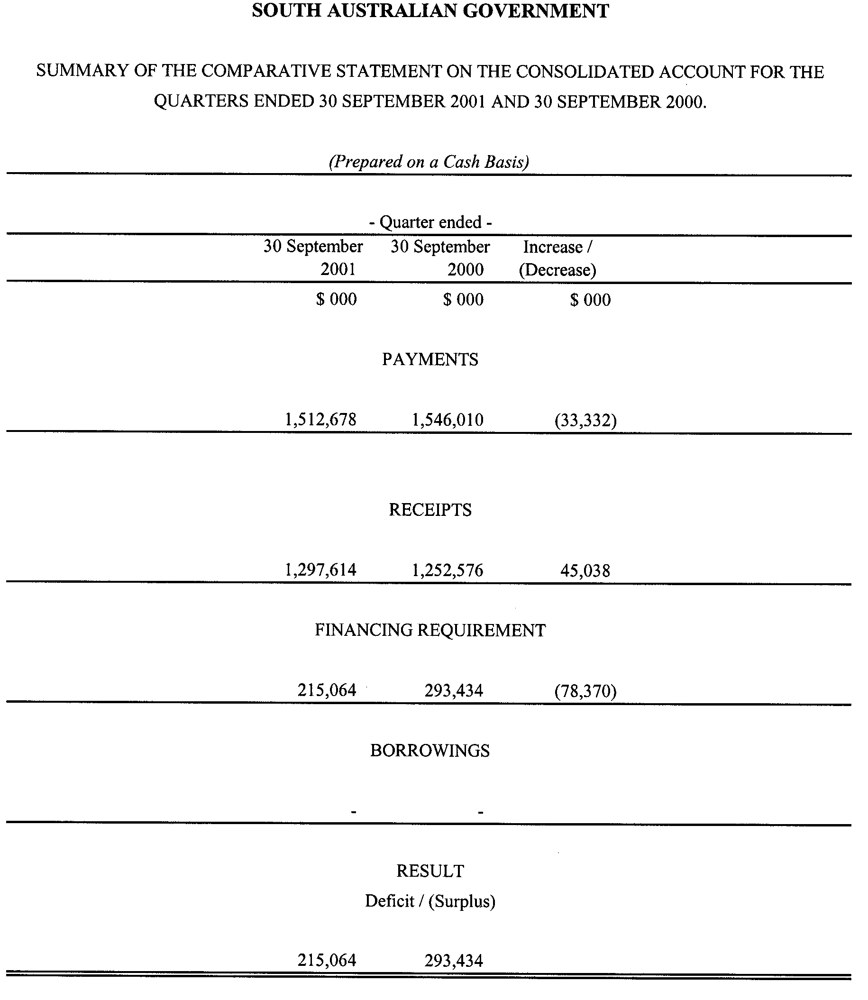 SOUTH AUSTRALIAN GOVERNMENT
SUMMARY OF THE COMPARATIVE STATEMENT ON THE CONSOLIDATED ACCOUNT FOR THE
QUARTERS ENDED 30 SEPTEMBER 2001 AND 30 SEPTEMBER 2000.
(Prepared on a Cash Basis)
- Quarter ended -
30 September 30 September Increase /
2001 2000 (Decrease)
$ 000 $ 000 $ 000
PAYMENTS
1,512,678 1,546,010 (33,332)
RECEIPTS
1,297,614 1,252,576 45,038
FINANCING REQUIREMENT
215,064 293,434 (78,370)
BORROWINGS
- -
RESULT
Deficit / (Surplus)
215,064 293,434